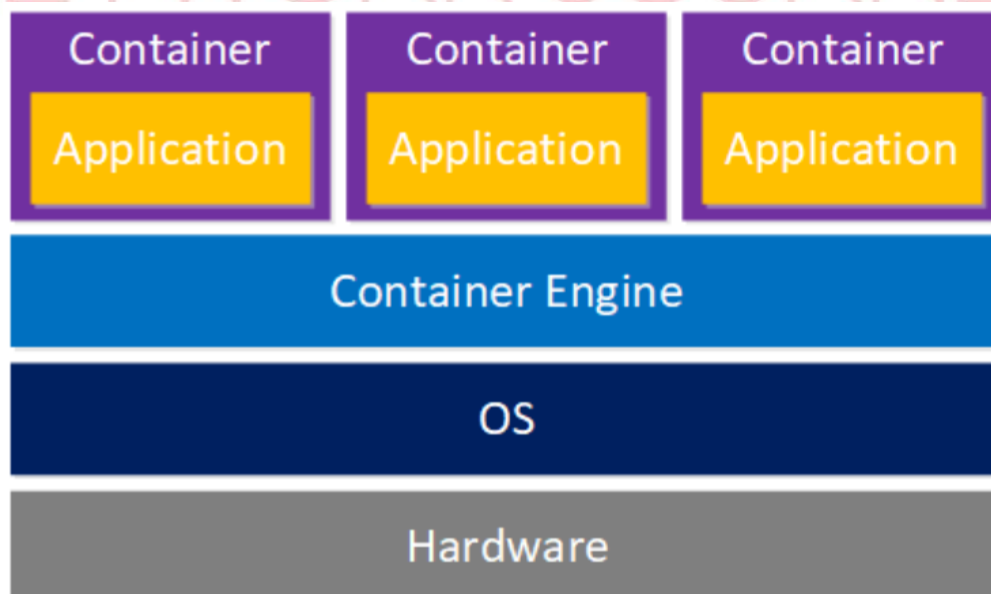 Container Container Container
Application Application Application
Container Engine
OS
Hardware